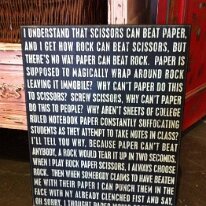 I UNDERSTAND THAT SCISSORS CAN BEAT PAPER,
AND I GET HOW ROCK CAN BEAT SCISSORS, BUT
THERE'S NO WAY PAPER CAN BEAT ROCK. PAPER IS
SUPPOSED TO MAGICALLY WRAP AROUND ROCK
LEAVING IT IMMOBILE? WHY CAN'T PAPER DO THIS
TO SCISSORS? SCREW SCISSORS, WHY CAN'T PAPER
DO THIS TO PEOPLE? WHY AREN'T SHEETS OF COLLEGE
RULED NOTEBOOK PAPER CONSTANTLY SUFFOCATING
STUDENTS AS THEY ATTEMPT TO TAKE NOTES IN CLASS?
I'LL TELL YOU WHY, BECAUSE PAPER CAN'T BEAT
ANYBODY, A ROCK WOULD TEAR IT UP IN TWO SECONDS.
WHEN I PLAY ROCK PAPER SCISSORS, I ALWAYS CHOOSE
ROCK. THEN WHEN SOMEBODY CLAIMS TO HAVE BEATEN
ME WITH THEIR PAPER I CAN PUNCH THEM IN THE
FACE WITH MY ALREADY CLENCHED FIST AND SAY,
OH SORRY, I THOUGHT PAPER